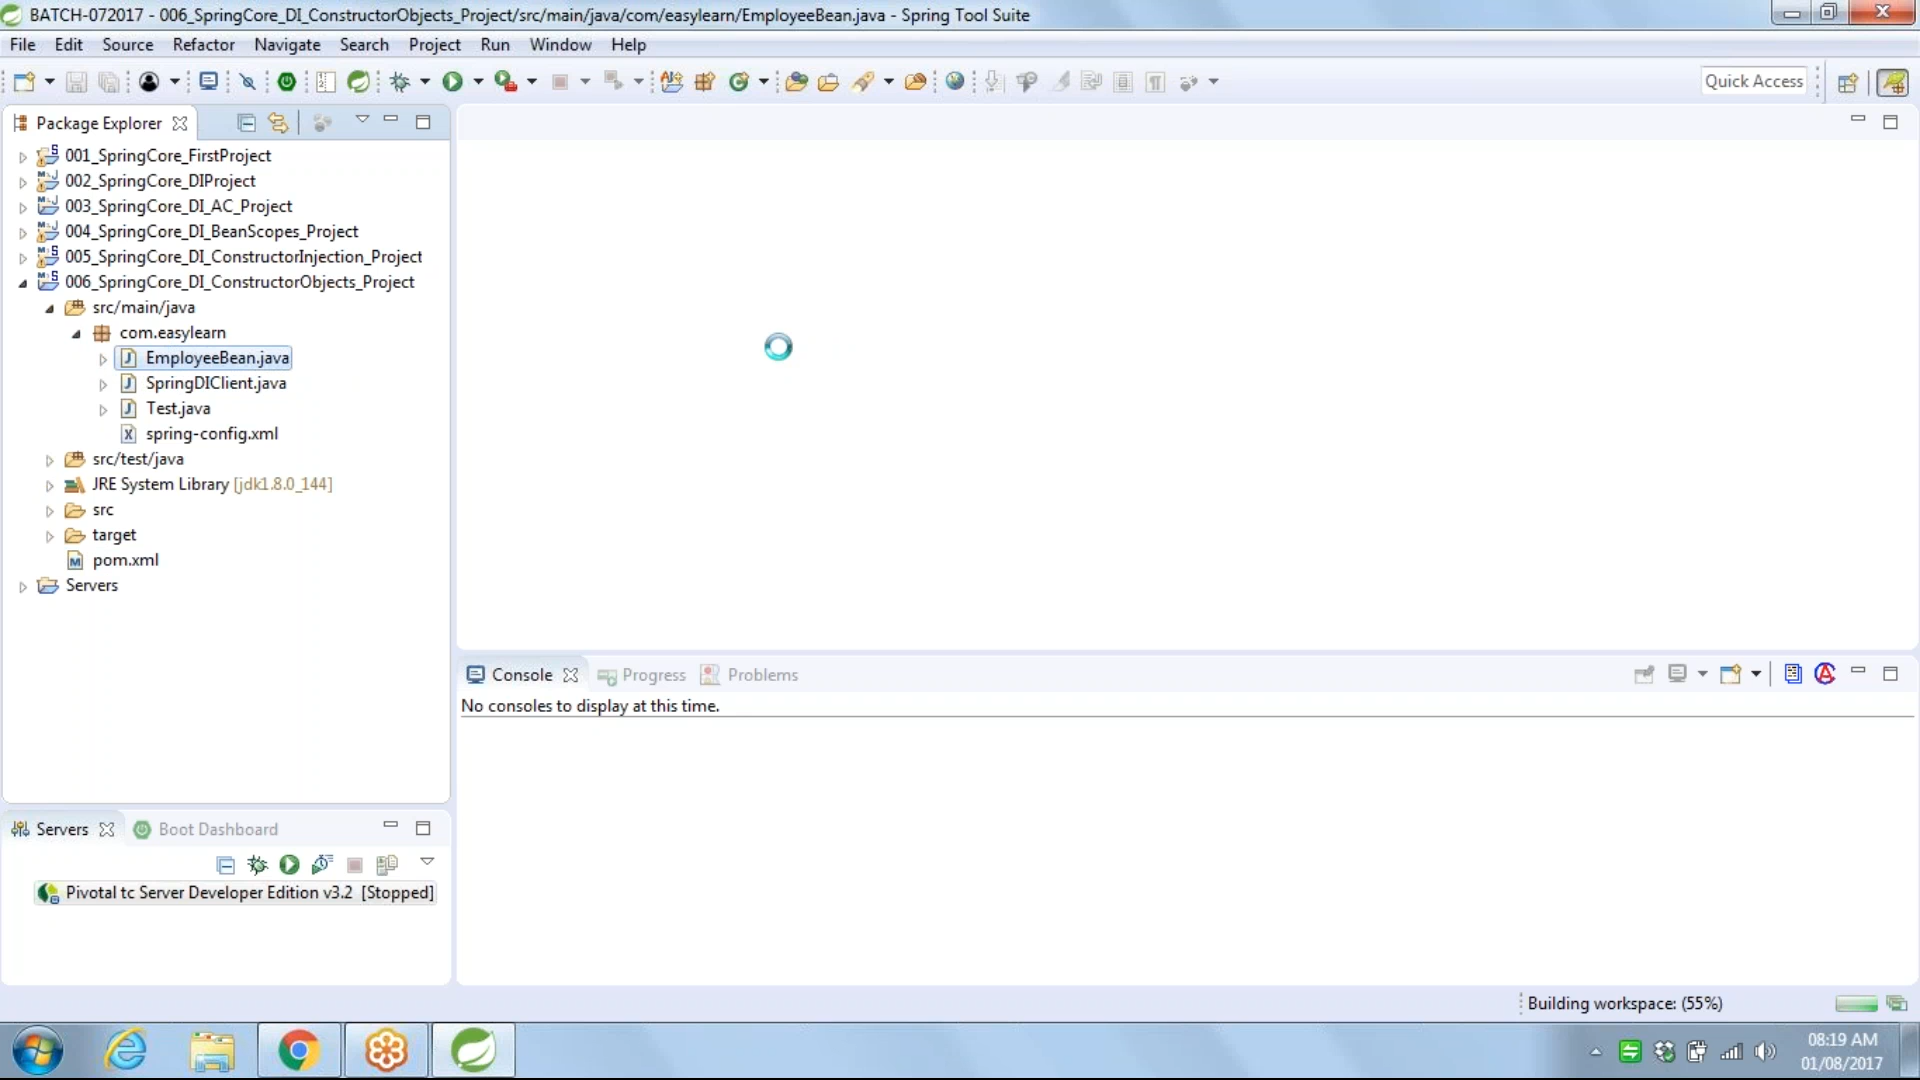 BATCH-072017 - 006_SpringCore_DI_ConstructorObjects_Project/src/main/java/com/easylearn/EmployeeBean.java - Spring Tool Suite
File Edit Source Refactor Navigate Search Project Run Window Help
Quick Access
Package Explorer
001_SpringCore_FirstProject
002_SpringCore_DIProject
003_SpringCore_DI_AC_Project
004_SpringCore_DI_BeanScopes_Project
005_SpringCore_DI_ConstructorInjection_Project
006_SpringCore_DI_ConstructorObjects_Project
src/main/java
com.easylearn
EmployeeBean.java
SpringDIClient.java
Test.java
spring-config.xml
src/test/java
JRE System Library [jdk1.8.0_144]
src
target
pom.xml
Servers
Console Progress Problems
No consoles to display at this time.
Servers Boot Dashboard
Pivotal tc Server Developer Edition v3.2 [Stopped]
Building workspace: (55%)
08:19 AM
01/08/2017